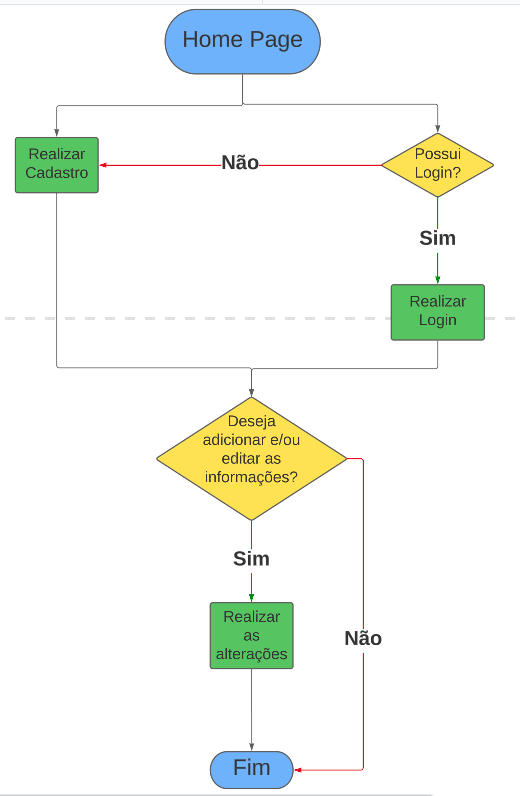 Home Page
Realizar
Cadastro
Não
Possui
Login?
Sim
Realizar
Login
Deseja
adicionar e/ou
editar as
informações?
Sim
Realizar
as
alterações
Não
Fim